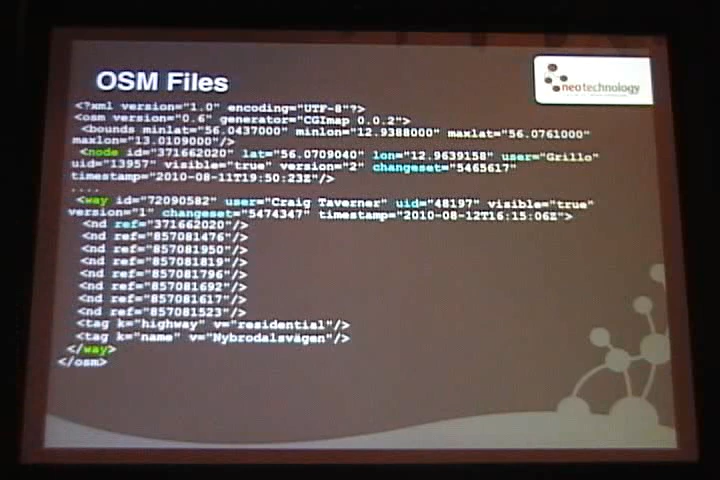 OSM Files
neotechnology
<?xml version="1.0" encoding="UTF-8"?>
<osm version="0.6" generator="CGImap 0.0.2">
<bounds minlat="56.0437000" minlon="12.9388000" maxlat="56.0761000"
maxlon="13.0109000"/>
<node id="371662020" lat="56.0709040" lon="12.9639158" user="Grillo"
uid="13957" visible="true" version="2" changeset="5465617"
timestamp="2010-08-11T19:50:23Z"/>
....
<way id="72090582" user="Craig Taverner" uid="48197" visible="true"
version="1" changeset="5474347" timestamp="2010-08-12T16:15:06Z">
<nd ref="371662020"/>
<nd ref="857081476"/>
<nd ref="857081950"/>
<nd ref="857081819"/>
<nd ref="857081796"/>
<nd ref="857081692"/>
<nd ref="857081617"/>
<nd ref="857081523"/>
<tag k="highway" v="residential"/>
<tag k="name" v="Nybrodalsvägen"/>
</way>
</osm>